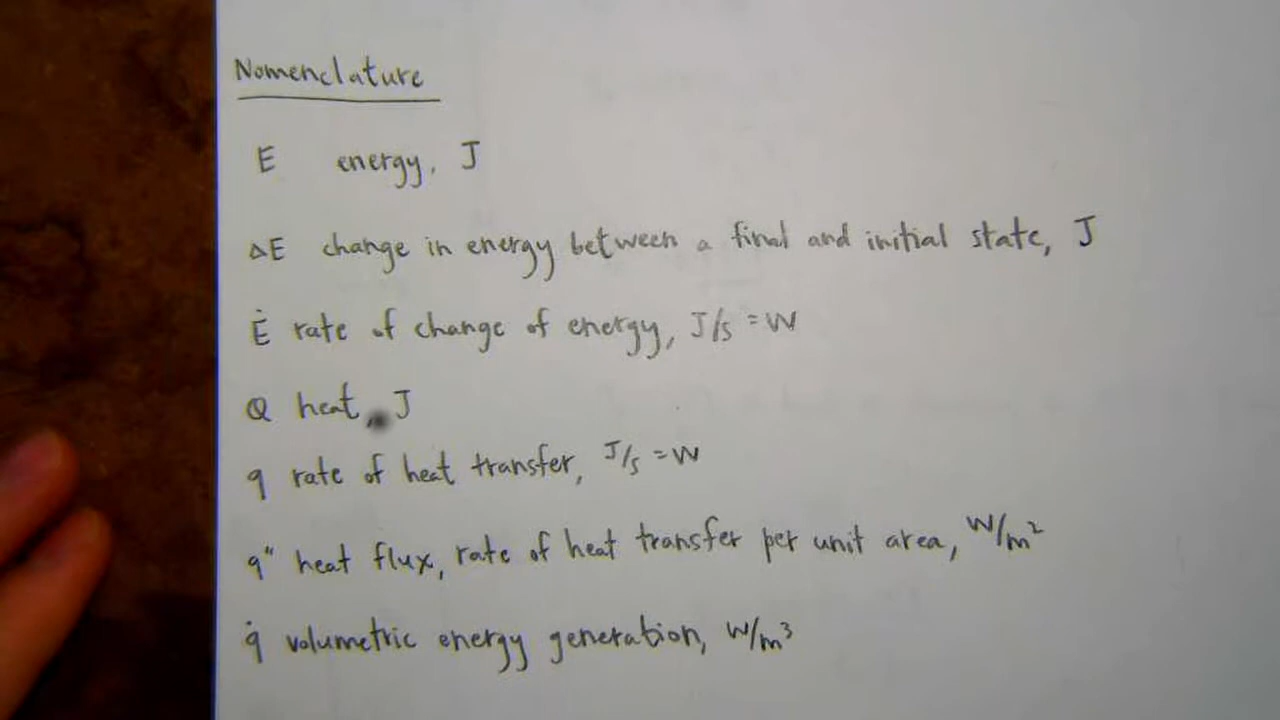 Nomenclature
E energy, J
ΔE change in energy between a final and initial state, J
Ė rate of change of energy, J/s = W
Q heat, J
q rate of heat transfer, J/s = W
q" heat flux, rate of heat transfer per unit area, W/m²
q̇ volumetric energy generation, W/m³